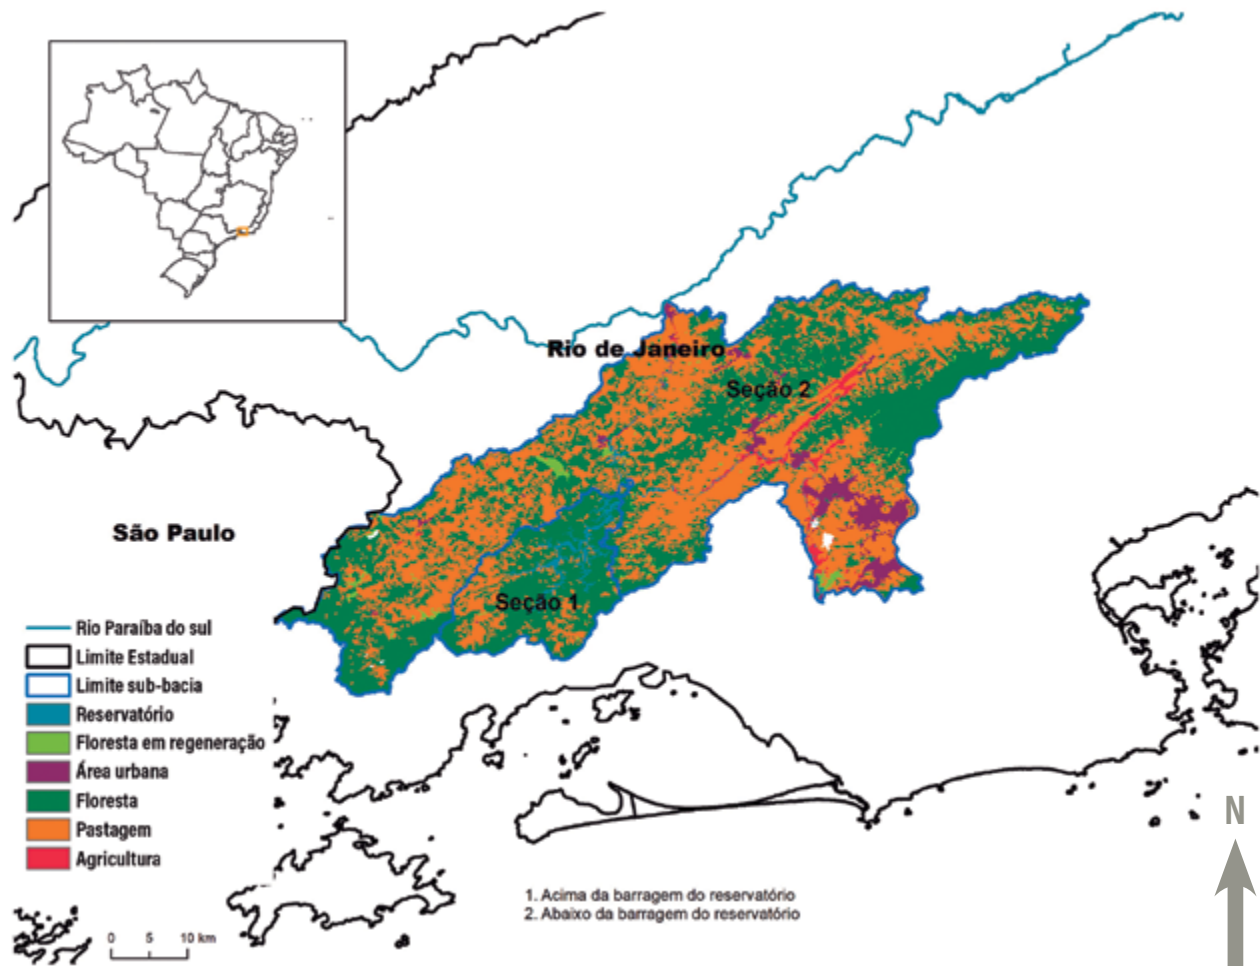 Rio de Janeiro
Seção 2
São Paulo
Seção 1
Rio Paraíba do sul
Limite Estadual
Limite sub-bacia
Reservatório
Floresta em regeneração
Área urbana
Floresta
Pastagem
Agricultura
N
1. Acima da barragem do reservatório
2. Abaixo da barragem do reservatório
0 5 10 km